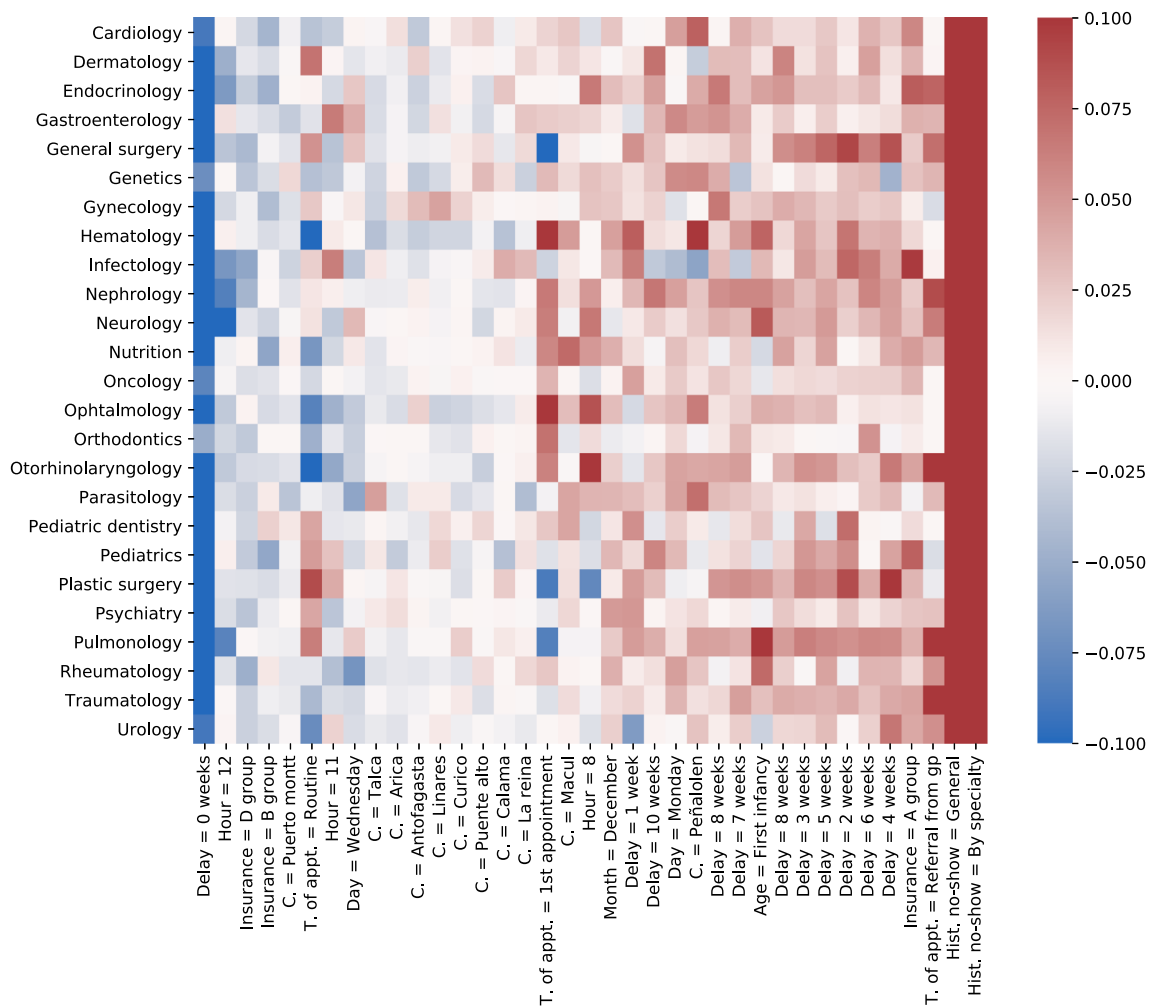 Cardiology
Dermatology
Endocrinology
Gastroenterology
General surgery
Genetics
Gynecology
Hematology
Infectology
Nephrology
Neurology
Nutrition
Oncology
Ophtalmology
Orthodontics
Otorhinolaryngology
Parasitology
Pediatric dentistry
Pediatrics
Plastic surgery
Psychiatry
Pulmonology
Rheumatology
Traumatology
Urology
Delay = 0 weeks
Hour = 12
Insurance = D group
Insurance = B group
C. = Puerto montt
T. of appt. = Routine
Hour = 11
Day = Wednesday
C. = Talca
C. = Arica
C. = Antofagasta
C. = Linares
C. = Curico
C. = Puente alto
C. = Calama
C. = La reina
T. of appt. = 1st appointment
C. = Macul
Hour = 8
Month = December
Delay = 1 week
Delay = 10 weeks
Day = Monday
C. = Peñalolen
Delay = 8 weeks
Delay = 7 weeks
Age = First infancy
Delay = 8 weeks
Delay = 3 weeks
Delay = 5 weeks
Delay = 2 weeks
Delay = 6 weeks
Delay = 4 weeks
Insurance = A group
T. of appt. = Referral from gp
Hist. no-show = General
Hist. no-show = By specialty
0.100
0.075
0.050
0.025
0.000
−0.025
−0.050
−0.075
−0.100